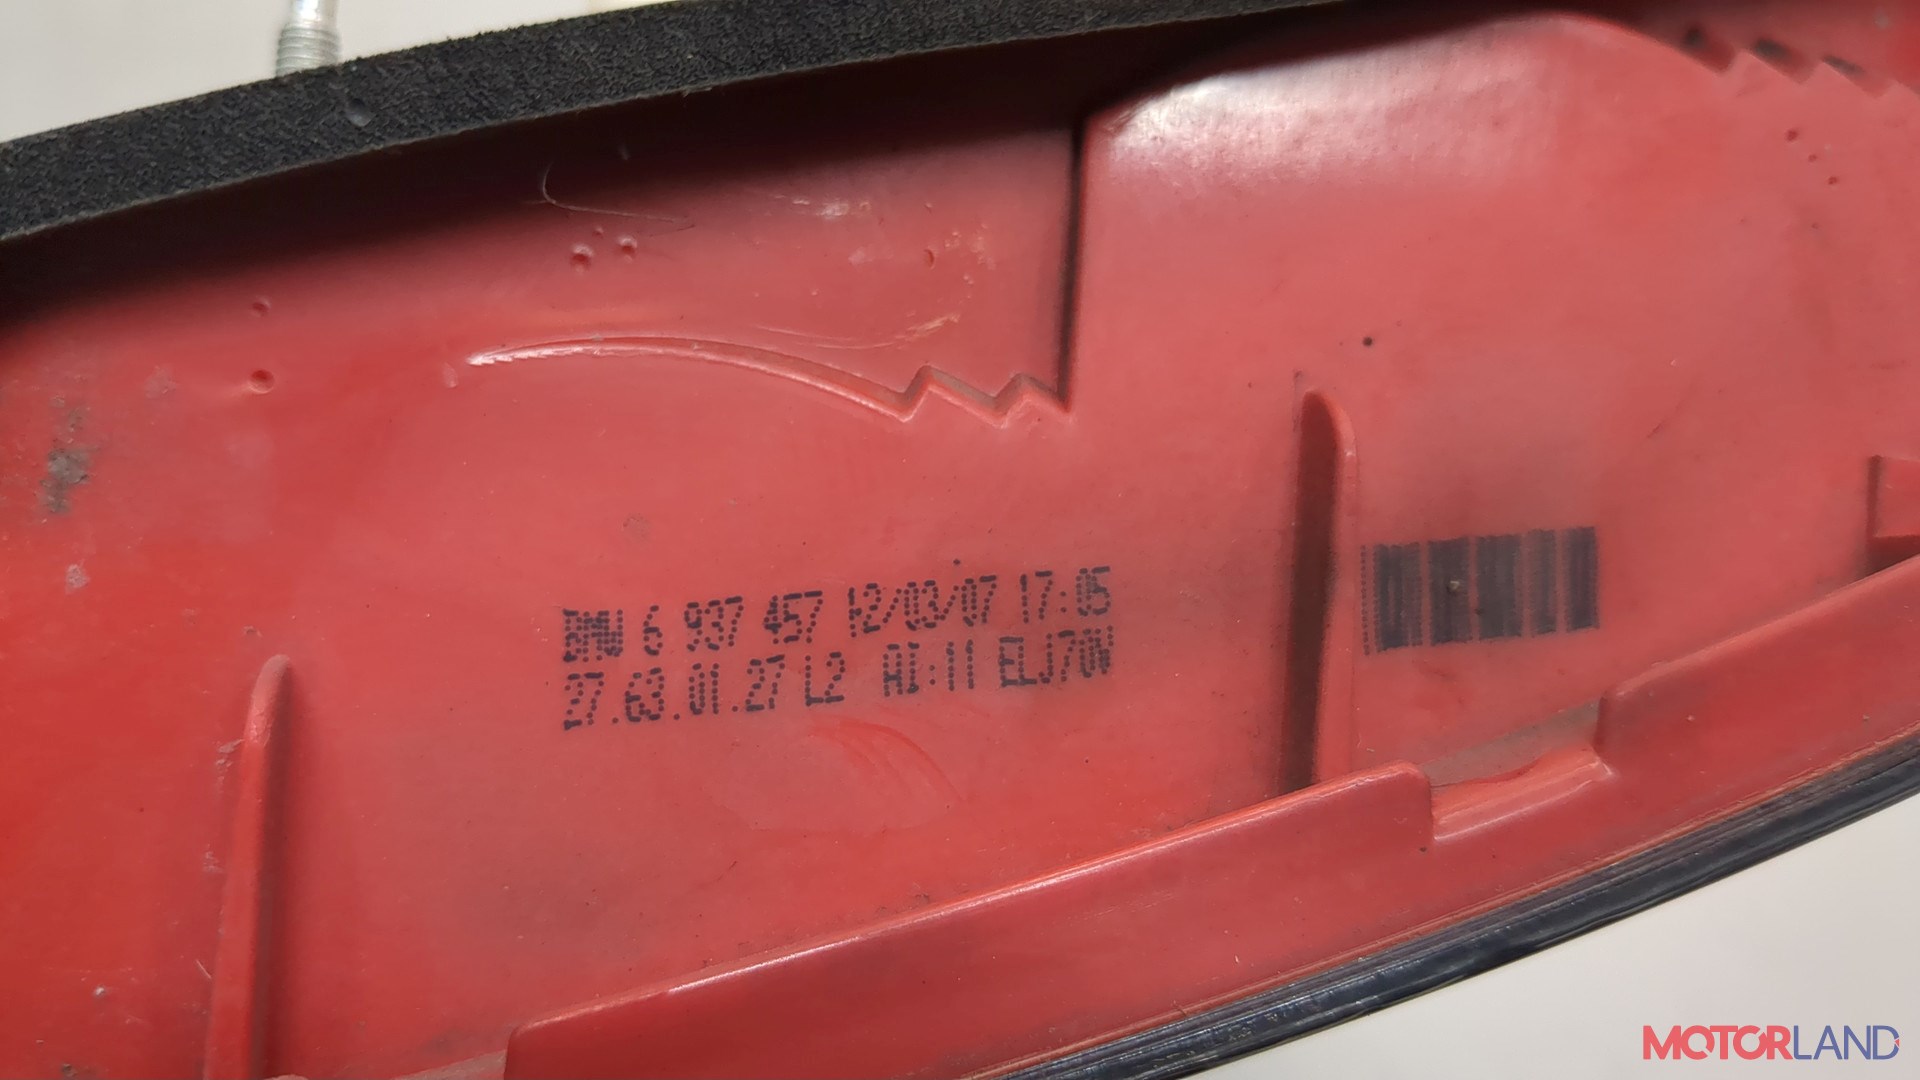 BMW 6 937 457 12/03/07 17:05
27.63.01.27 L2 AI:11 ELJ70W
MOTORLAND